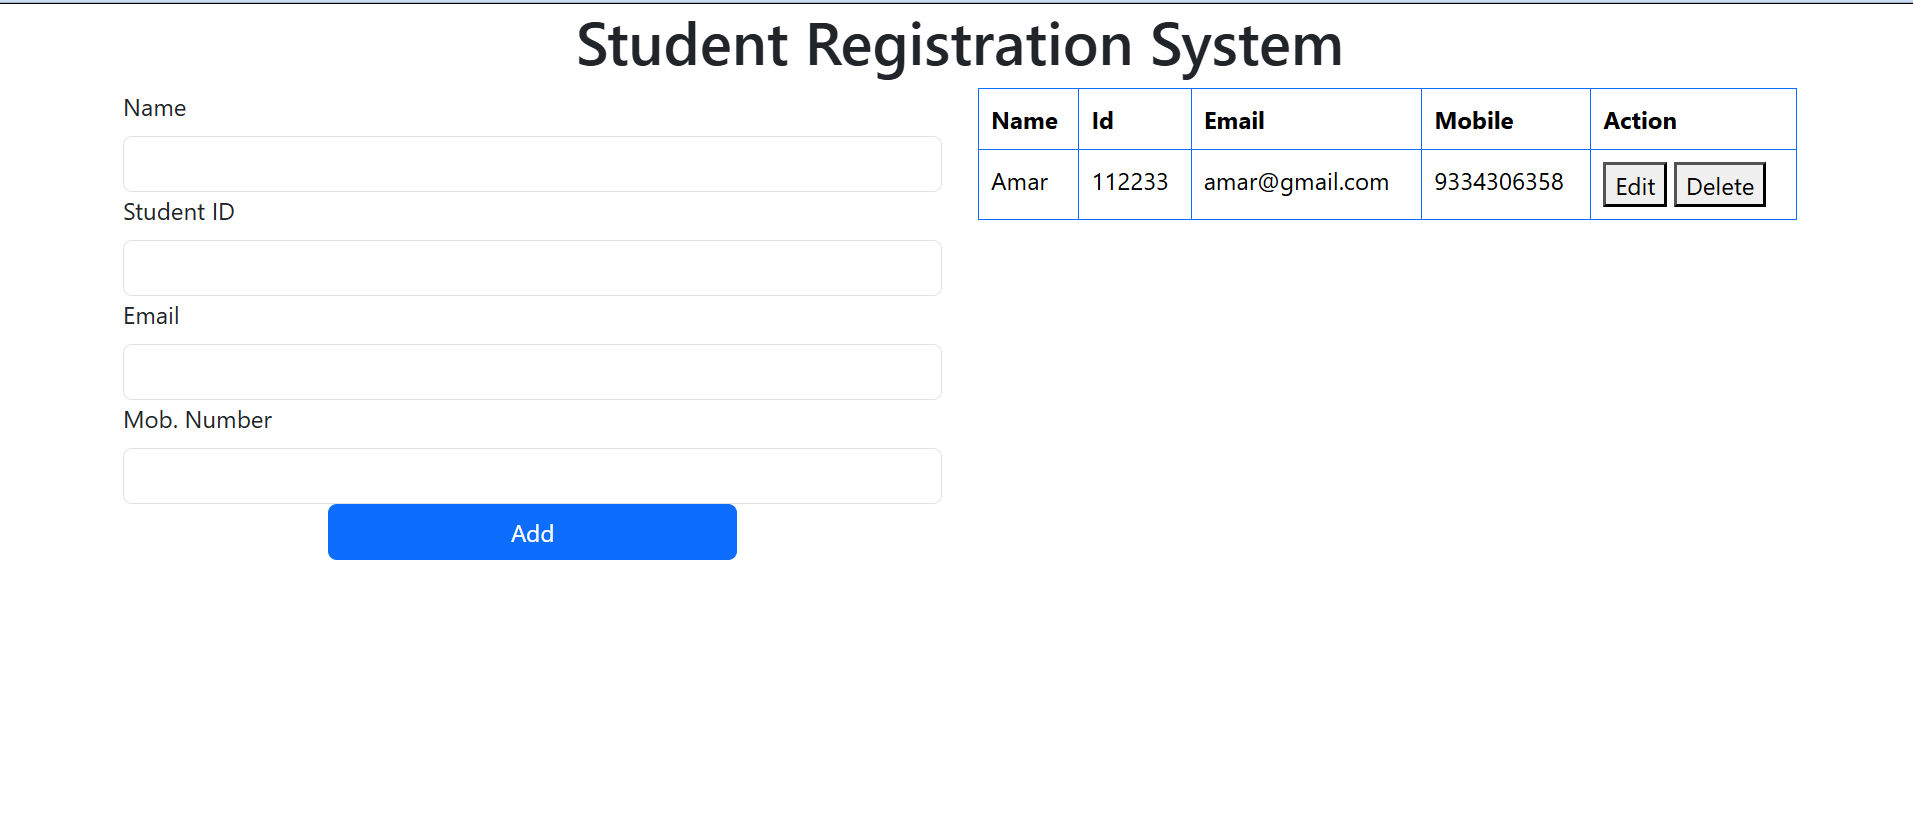 Student Registration System
Name
Student ID
Email
Mob. Number
Add
Name Id Email Mobile Action
Amar 112233 amar@gmail.com 9334306358 Edit Delete